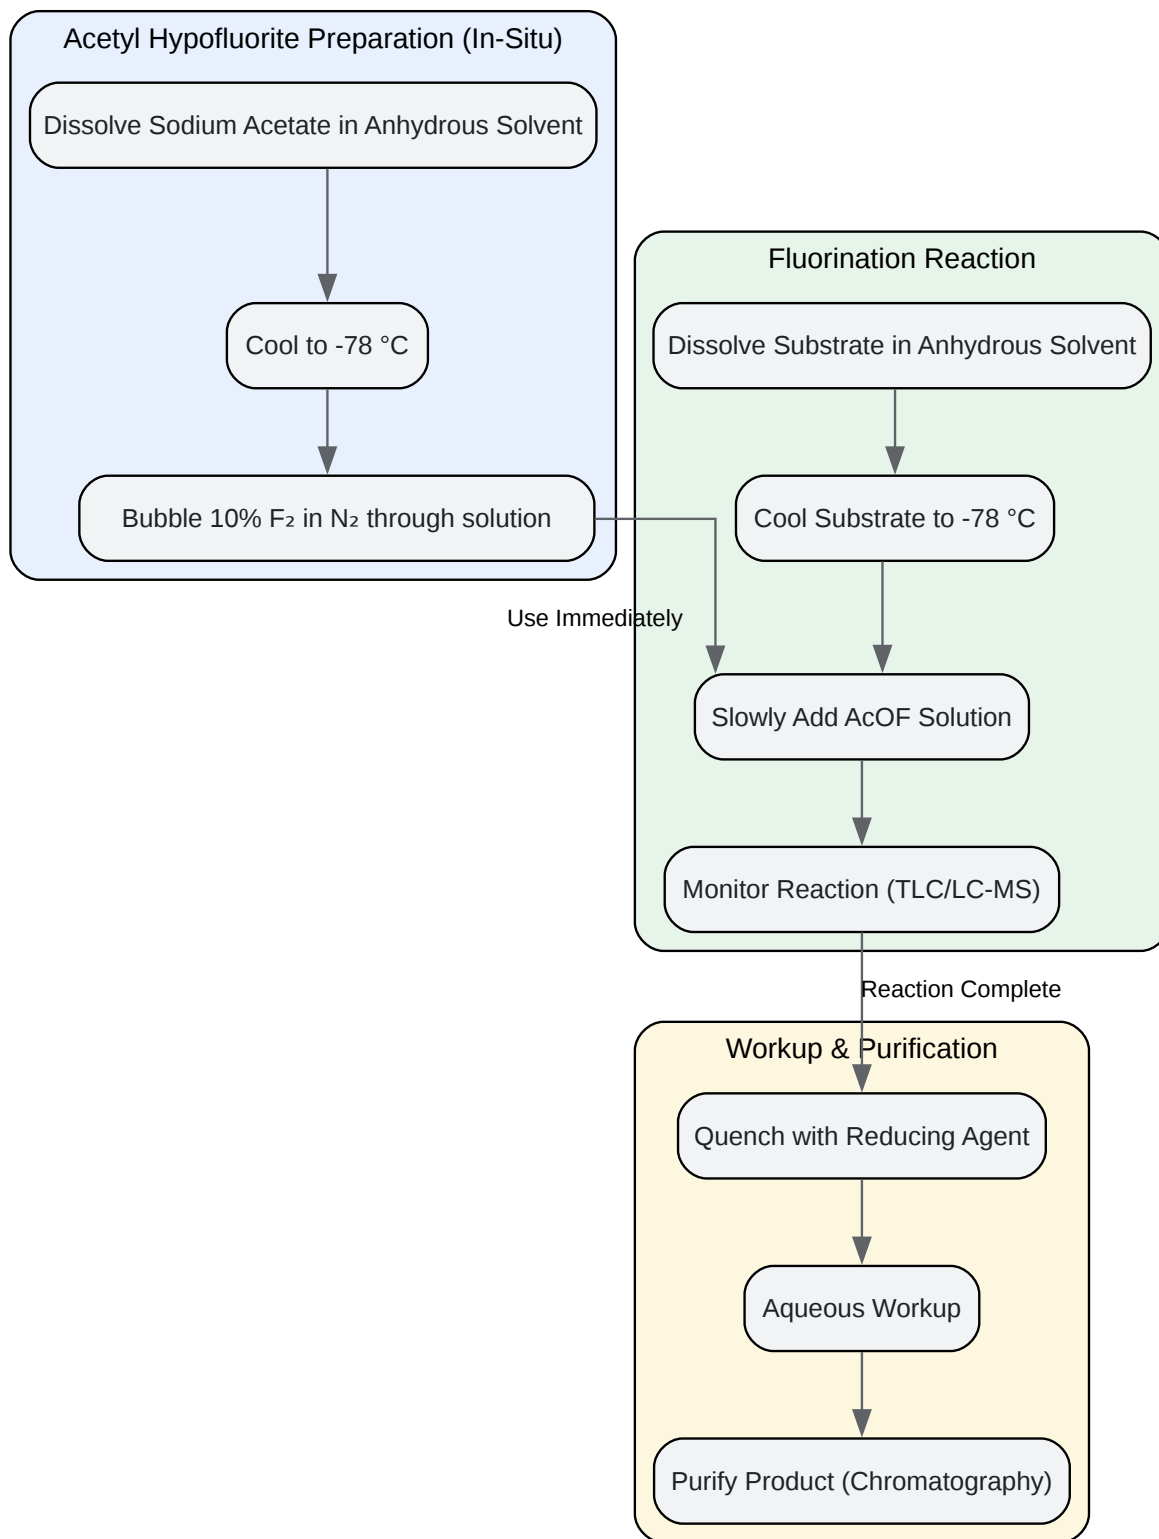 Acetyl Hypofluorite Preparation (In-Situ)
Dissolve Sodium Acetate in Anhydrous Solvent
Cool to -78 °C
Bubble 10% F₂ in N₂ through solution
Use Immediately
Fluorination Reaction
Dissolve Substrate in Anhydrous Solvent
Cool Substrate to -78 °C
Slowly Add AcOF Solution
Monitor Reaction (TLC/LC-MS)
Reaction Complete
Workup & Purification
Quench with Reducing Agent
Aqueous Workup
Purify Product (Chromatography)